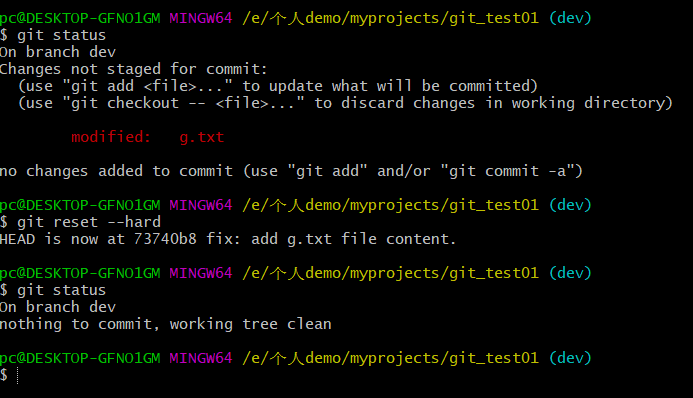 pc@DESKTOP-GFNO1GM MINGW64 /e/个人demo/myprojects/git_test01 (dev)
$ git status
On branch dev
Changes not staged for commit:
  (use "git add <file>..." to update what will be committed)
  (use "git checkout -- <file>..." to discard changes in working directory)
        modified:   g.txt
no changes added to commit (use "git add" and/or "git commit -a")
pc@DESKTOP-GFNO1GM MINGW64 /e/个人demo/myprojects/git_test01 (dev)
$ git reset --hard
HEAD is now at 73740b8 fix: add g.txt file content.
pc@DESKTOP-GFNO1GM MINGW64 /e/个人demo/myprojects/git_test01 (dev)
$ git status
On branch dev
nothing to commit, working tree clean
pc@DESKTOP-GFNO1GM MINGW64 /e/个人demo/myprojects/git_test01 (dev)
$